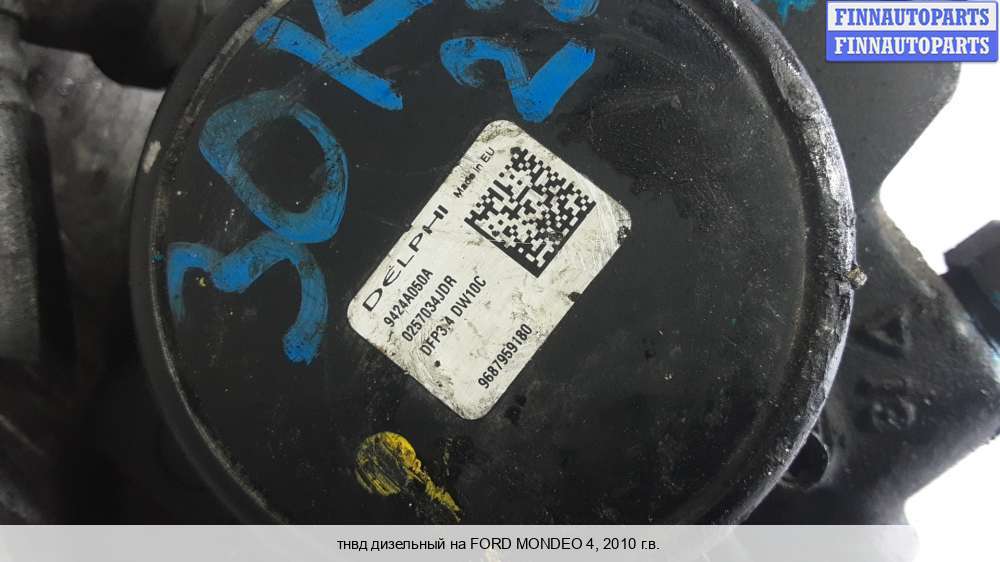 FINNAUTOPARTS
FINNAUTOPARTS
30
DELPHI
Made in EU
9424A050A
0257034JDR
DFP3.4 DW10C
9687959180
тнвд дизельный на FORD MONDEO 4, 2010 г.в.